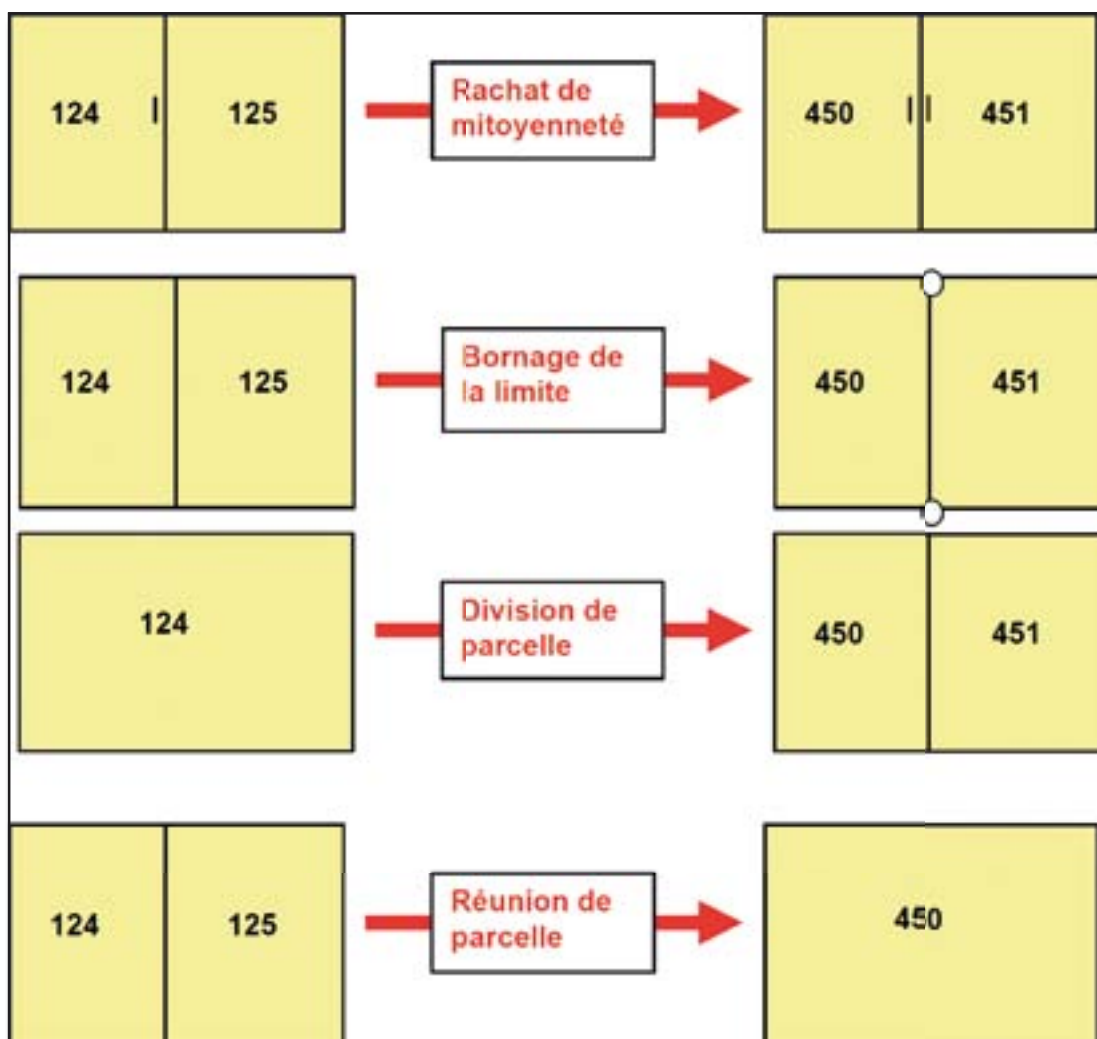 124 125 Rachat de 450 451
mitoyenneté
124 125 Bornage de 450 451
la limite
124 Division de 450 451
parcelle
124 125 Réunion de 450
parcelle